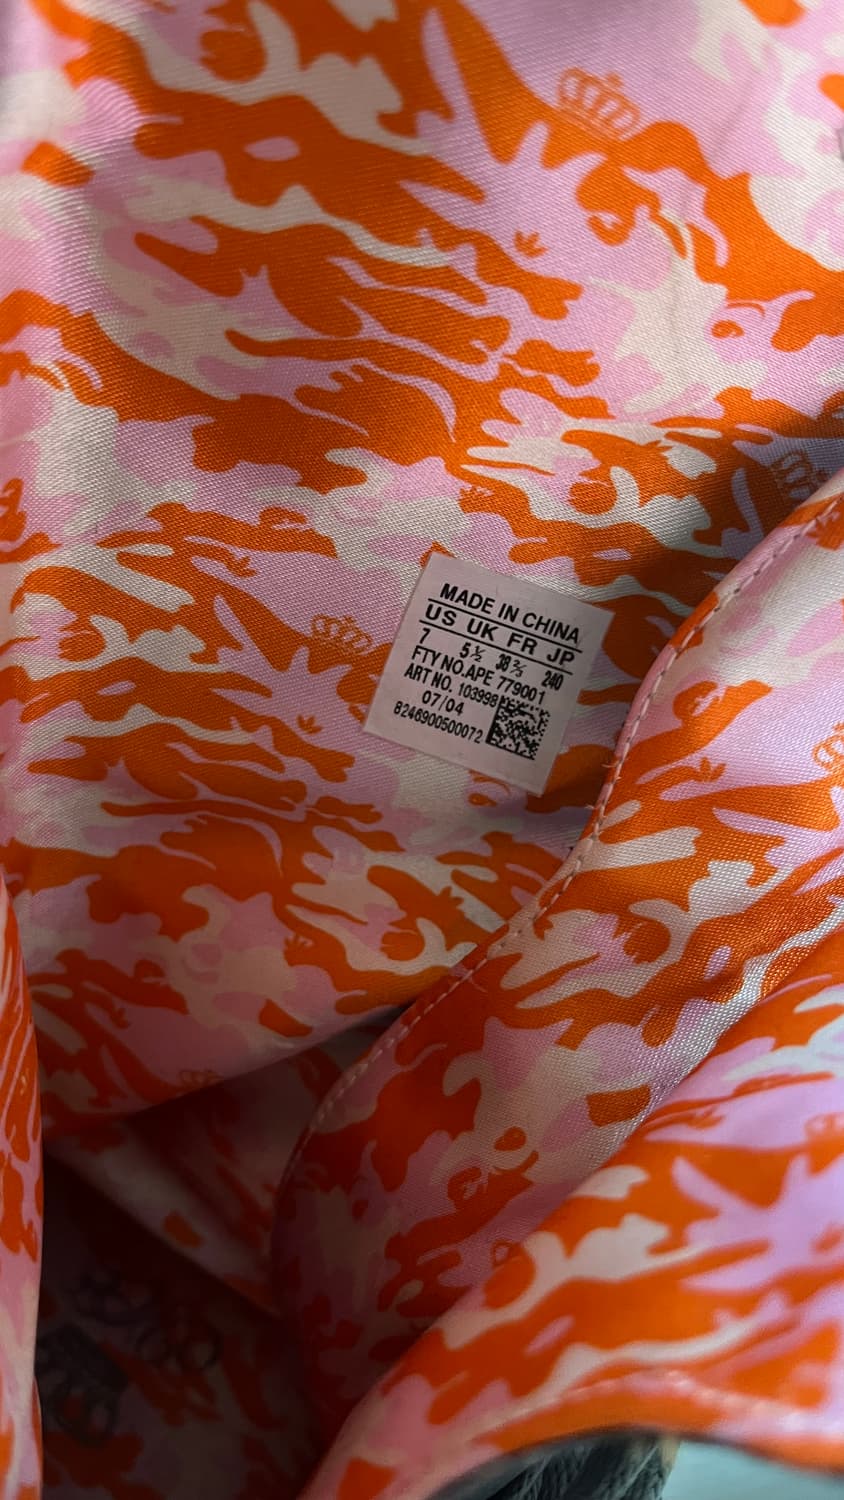 MADE IN CHINA
US UK FR JP
7 5½ 38⅔ 240
FTY NO.APE 779001
ART NO. 103998
07/04
8246900500072